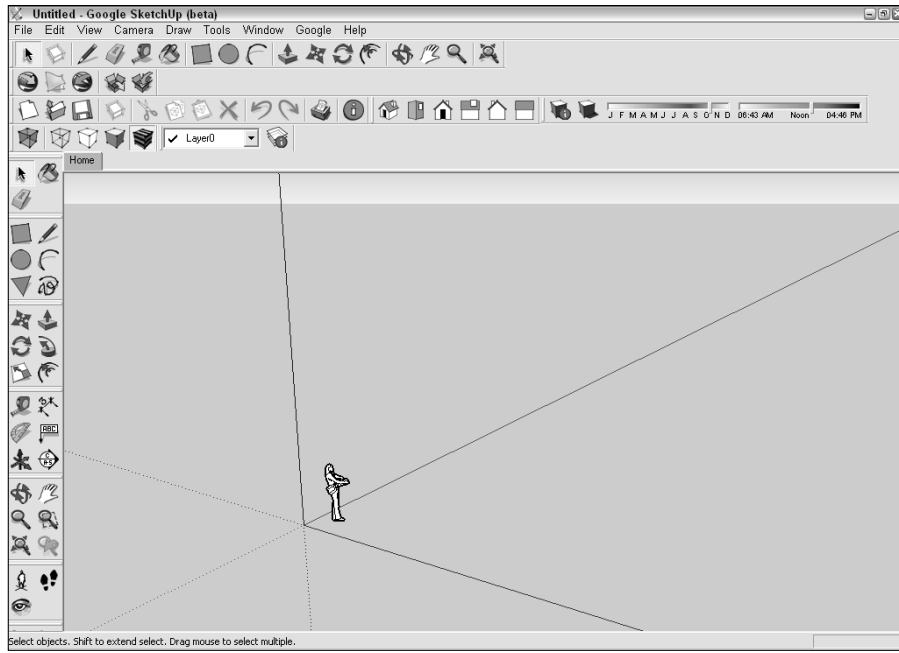 Untitled - Google SketchUp (beta)
File Edit View Camera Draw Tools Window Google Help
J F M A M J J A S O N D 06:43 AM Noon 04:46 PM
Layer0
Home
ABC
Select objects. Shift to extend select. Drag mouse to select multiple.